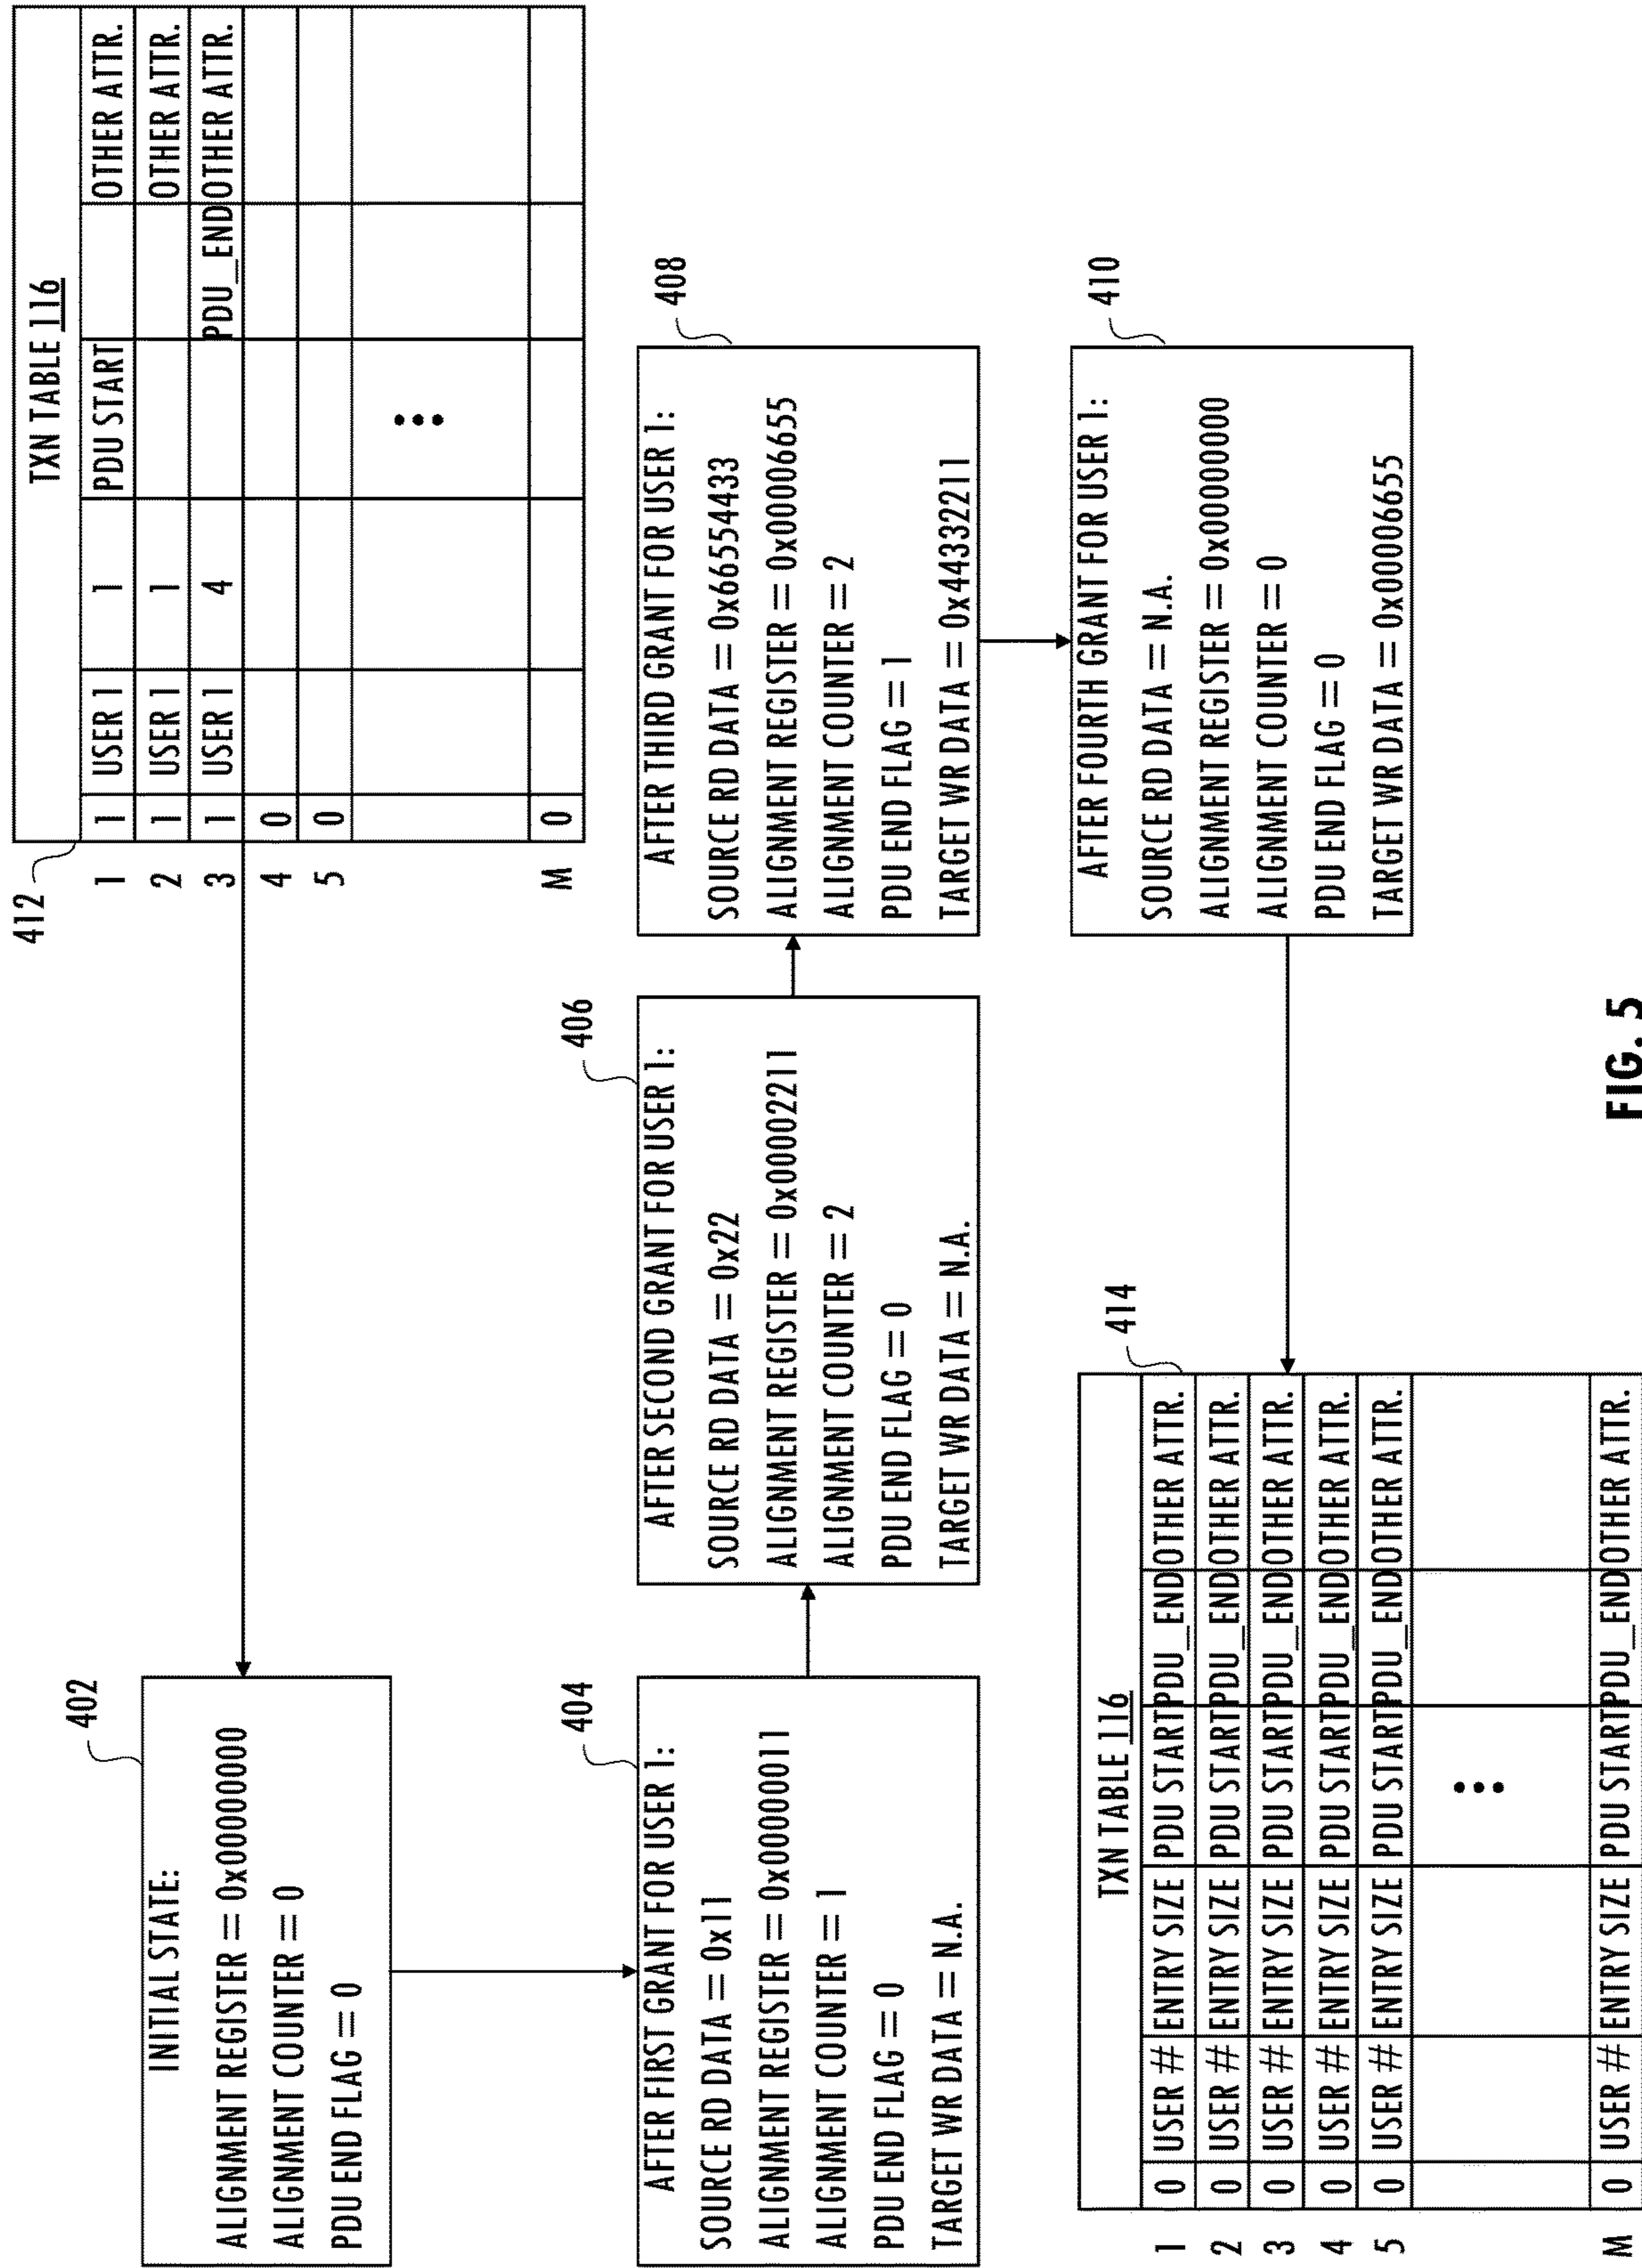 412
TXN TABLE 116
1 1 USER 1 1 PDU START OTHER ATTR.
2 1 USER 1 1 OTHER ATTR.
3 1 USER 1 4 PDU_END OTHER ATTR.
4 0
5 0
M 0
402
INITIAL STATE:
ALIGNMENT REGISTER = 0x00000000
ALIGNMENT COUNTER = 0
PDU END FLAG = 0
404
AFTER FIRST GRANT FOR USER 1:
SOURCE RD DATA = 0x11
ALIGNMENT REGISTER = 0x00000011
ALIGNMENT COUNTER = 1
PDU END FLAG = 0
TARGET WR DATA = N.A.
406
AFTER SECOND GRANT FOR USER 1:
SOURCE RD DATA = 0x22
ALIGNMENT REGISTER = 0x00002211
ALIGNMENT COUNTER = 2
PDU END FLAG = 0
TARGET WR DATA = N.A.
408
AFTER THIRD GRANT FOR USER 1:
SOURCE RD DATA = 0x66554433
ALIGNMENT REGISTER = 0x00006655
ALIGNMENT COUNTER = 2
PDU END FLAG = 1
TARGET WR DATA = 0x44332211
410
AFTER FOURTH GRANT FOR USER 1:
SOURCE RD DATA = N.A.
ALIGNMENT REGISTER = 0x00000000
ALIGNMENT COUNTER = 0
PDU END FLAG = 0
TARGET WR DATA = 0x00006655
414
TXN TABLE 116
1 0 USER # ENTRY SIZE PDU START PDU_END OTHER ATTR.
2 0 USER # ENTRY SIZE PDU START PDU_END OTHER ATTR.
3 0 USER # ENTRY SIZE PDU START PDU_END OTHER ATTR.
4 0 USER # ENTRY SIZE PDU START PDU_END OTHER ATTR.
5 0 USER # ENTRY SIZE PDU START PDU_END OTHER ATTR.
M 0 USER # ENTRY SIZE PDU START PDU_END OTHER ATTR.
FIG. 5